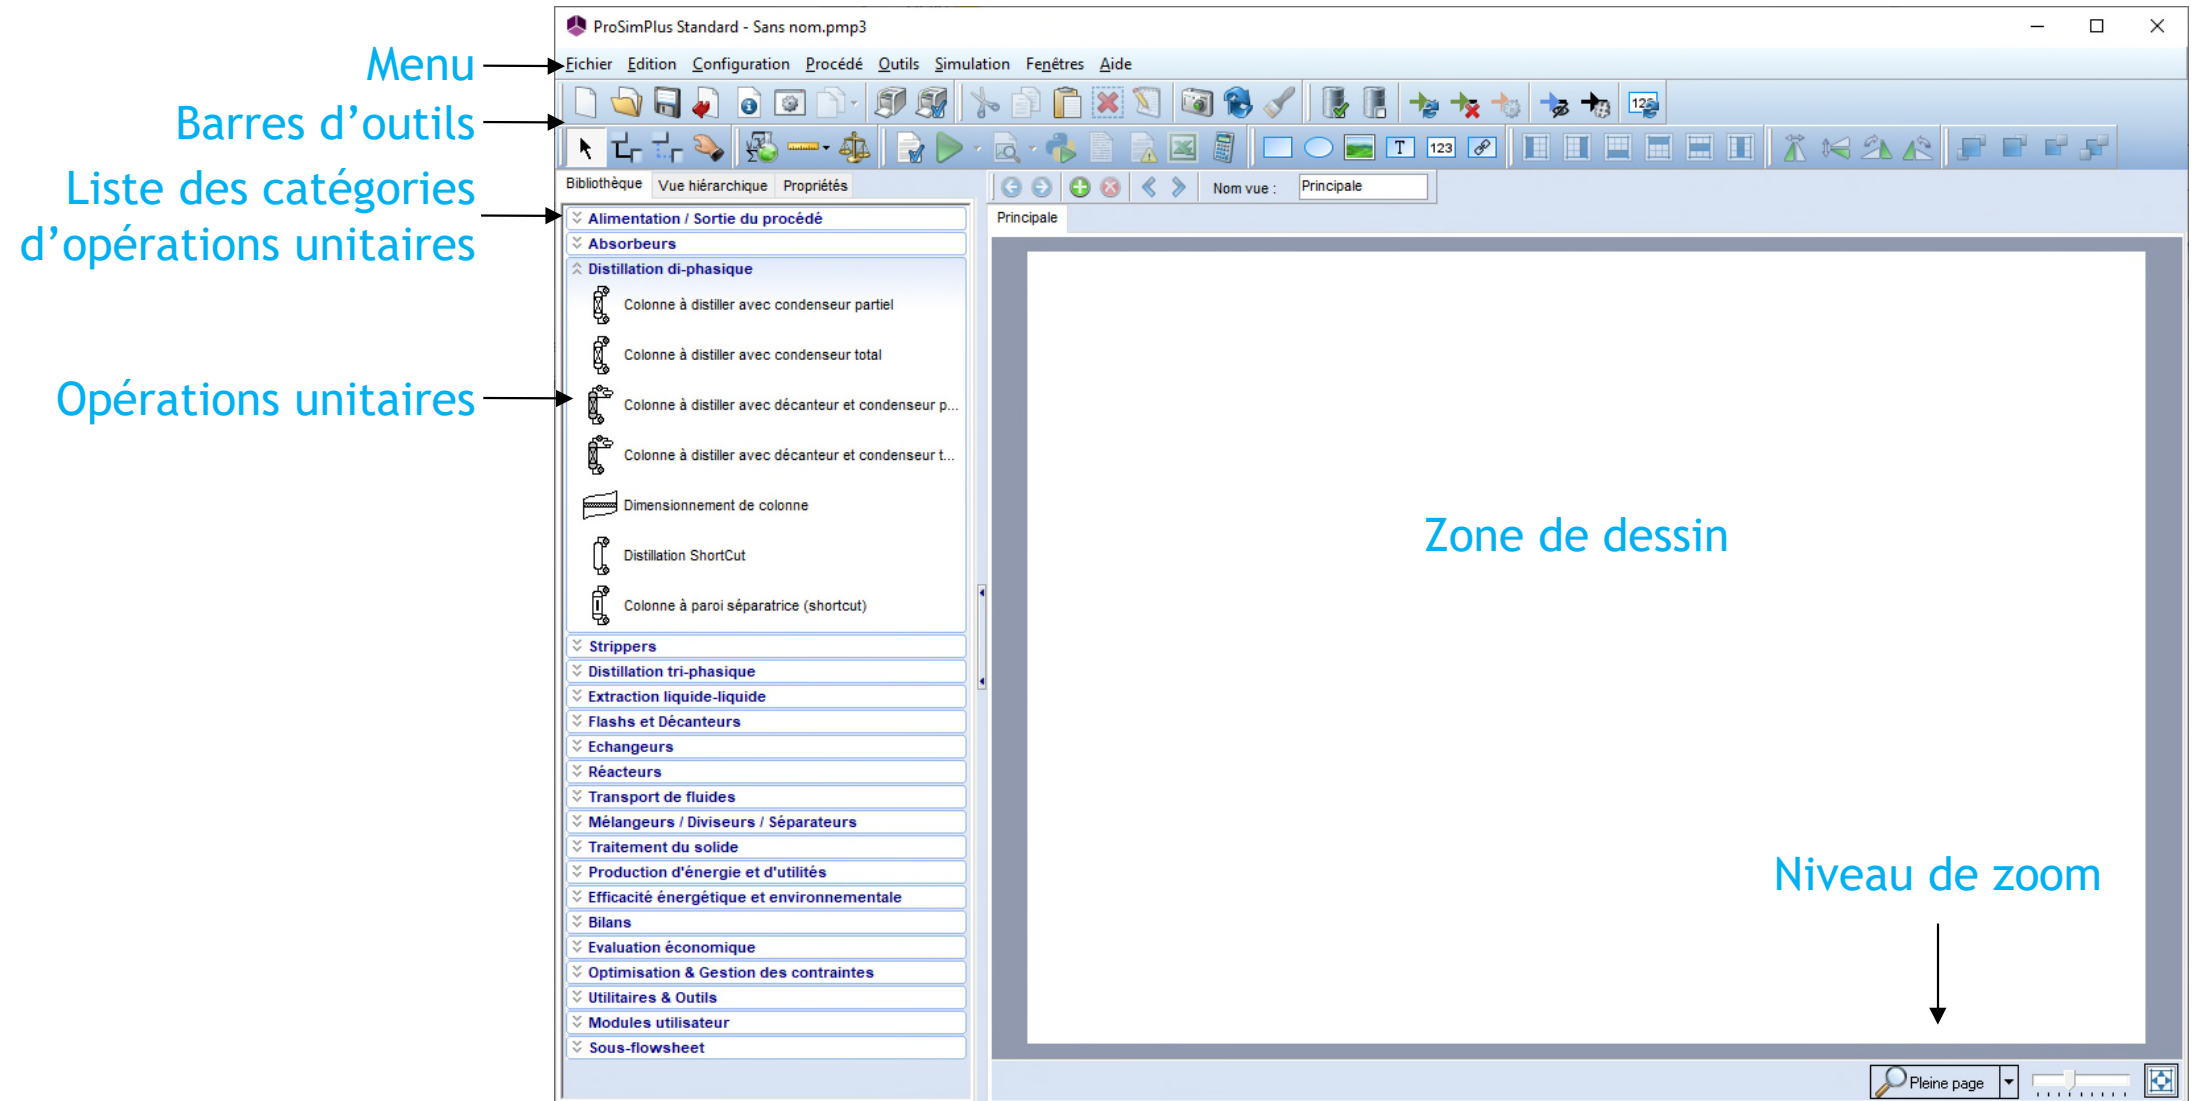 ProSimPlus Standard - Sans nom.pmp3
Menu
Fichier Edition Configuration Procédé Outils Simulation Fenêtres Aide
Barres d’outils
123
T 123
Liste des catégories
d’opérations unitaires
Bibliothèque Vue hiérarchique Propriétés
Nom vue : Principale
Principale
Alimentation / Sortie du procédé
Absorbeurs
Distillation di-phasique
Colonne à distiller avec condenseur partiel
Colonne à distiller avec condenseur total
Opérations unitaires
Colonne à distiller avec décanteur et condenseur p...
Colonne à distiller avec décanteur et condenseur t...
Dimensionnement de colonne
Distillation ShortCut
Colonne à paroi séparatrice (shortcut)
Strippers
Distillation tri-phasique
Extraction liquide-liquide
Flashs et Décanteurs
Echangeurs
Réacteurs
Transport de fluides
Mélangeurs / Diviseurs / Séparateurs
Traitement du solide
Production d'énergie et d'utilités
Efficacité énergétique et environnementale
Bilans
Evaluation économique
Optimisation & Gestion des contraintes
Utilitaires & Outils
Modules utilisateur
Sous-flowsheet
Zone de dessin
Niveau de zoom
Pleine page